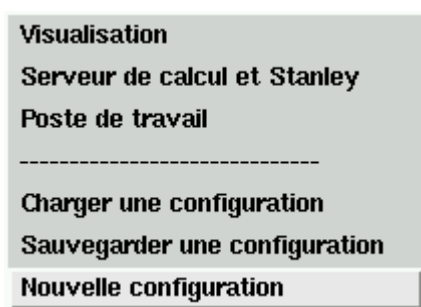 Visualisation
Serveur de calcul et Stanley
Poste de travail
------------------------------
Charger une configuration
Sauvegarder une configuration
Nouvelle configuration